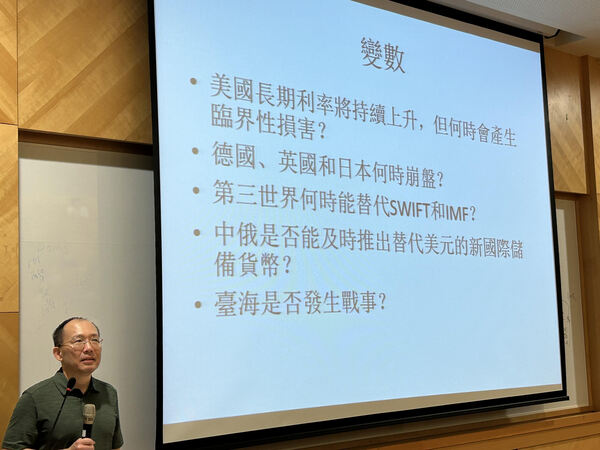 變數
• 美國長期利率將持續上升，但何時會產生
臨界性損害？
• 德國、英國和日本何時崩盤？
• 第三世界何時能替代SWIFT和IMF？
• 中俄是否能及時推出替代美元的新國際儲
備貨幣？
• 臺海是否發生戰事？